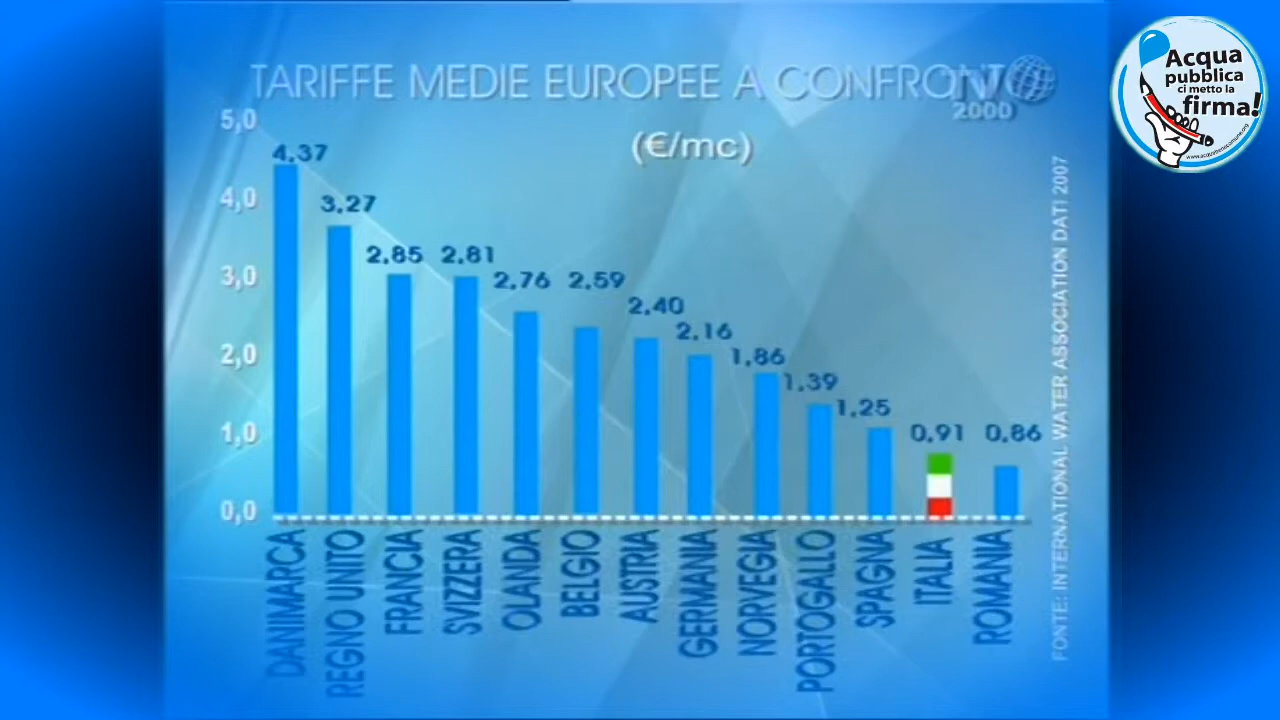 TARIFFE MEDIE EUROPEE A CONFRONTO
TV
2000
(€/mc)
Acqua
pubblica
ci metto la
firma!
www.acquabenecomune.org
5,0
4,0
3,0
2,0
1,0
0,0
4,37
3,27
2,85
2,81
2,76
2,59
2,40
2,16
1,86
1,39
1,25
0,91
0,86
DANIMARCA
REGNO UNITO
FRANCIA
SVIZZERA
OLANDA
BELGIO
AUSTRIA
GERMANIA
NORVEGIA
PORTOGALLO
SPAGNA
ITALIA
ROMANIA
FONTE: INTERNATIONAL WATER ASSOCIATION DATI 2007